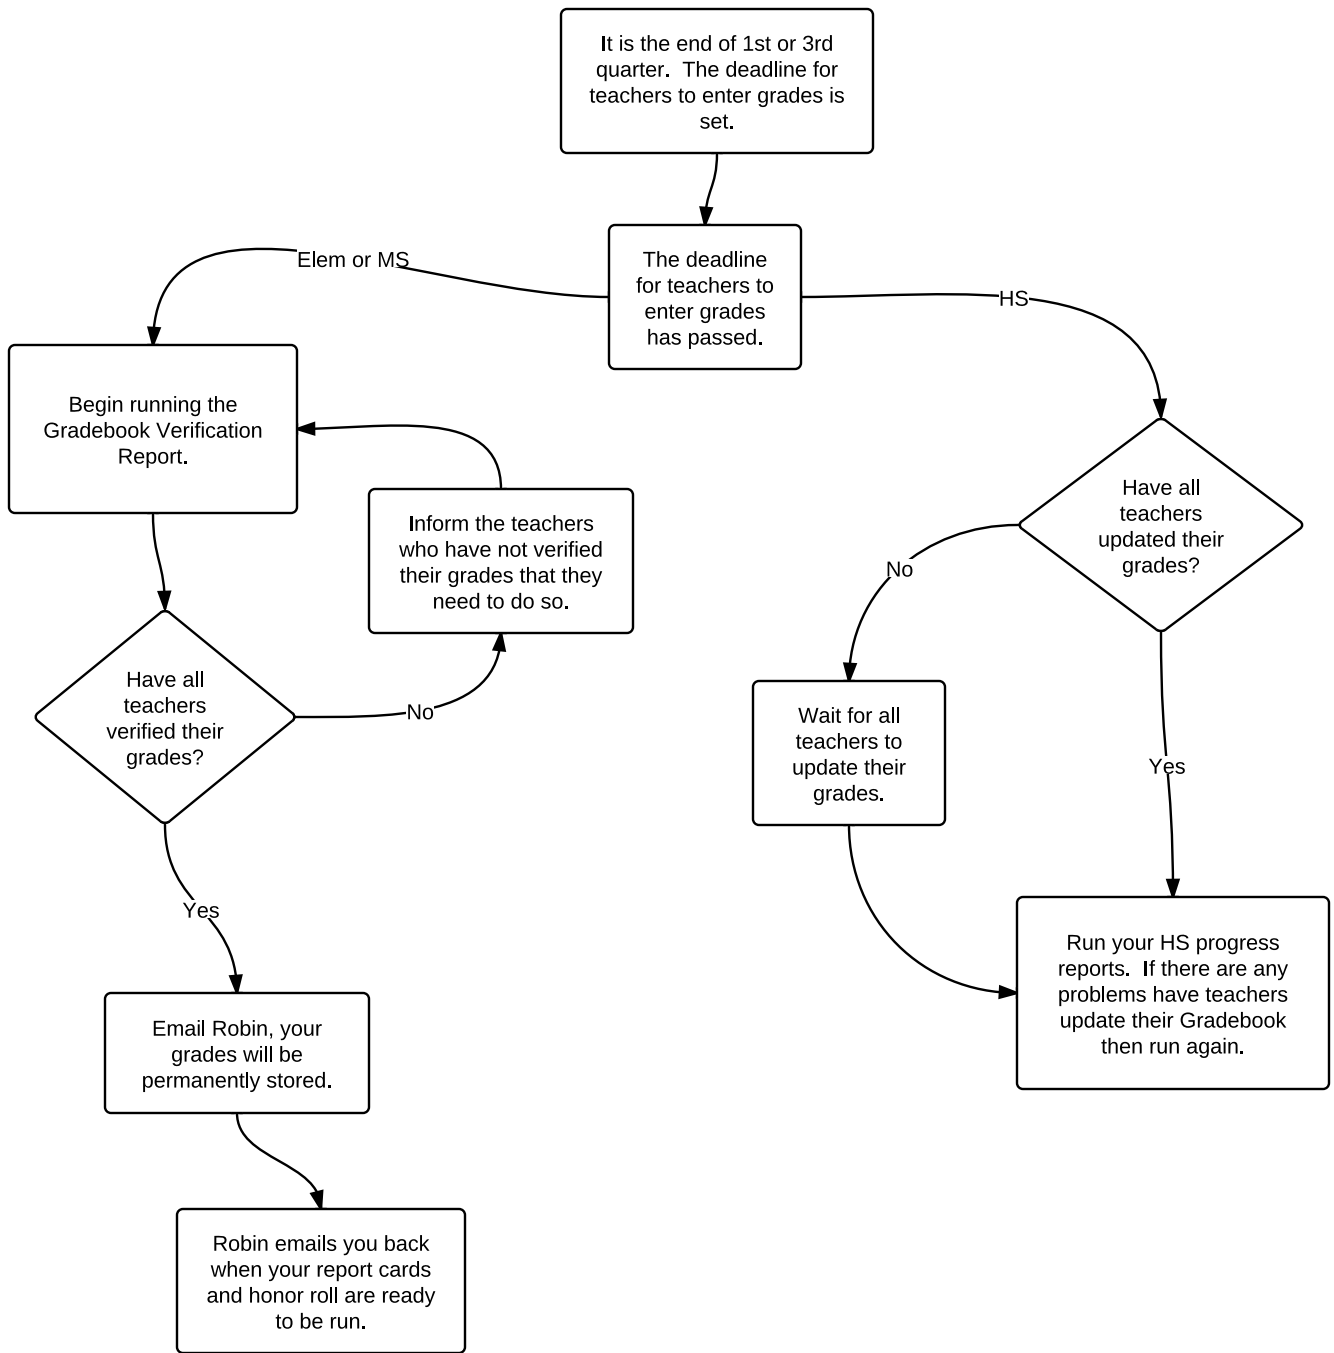 It is the end of 1st or 3rd
quarter.  The deadline for
teachers to enter grades is
set.
The deadline
for teachers to
enter grades
has passed.
Elem or MS
HS
Begin running the
Gradebook Verification
Report.
Inform the teachers
who have not verified
their grades that they
need to do so.
Have all
teachers
updated their
grades?
No
Have all
teachers
verified their
grades?
No
Wait for all
teachers to
update their
grades.
Yes
Yes
Run your HS progress
reports.  If there are any
problems have teachers
update their Gradebook
then run again.
Email Robin, your
grades will be
permanently stored.
Robin emails you back
when your report cards
and honor roll are ready
to be run.